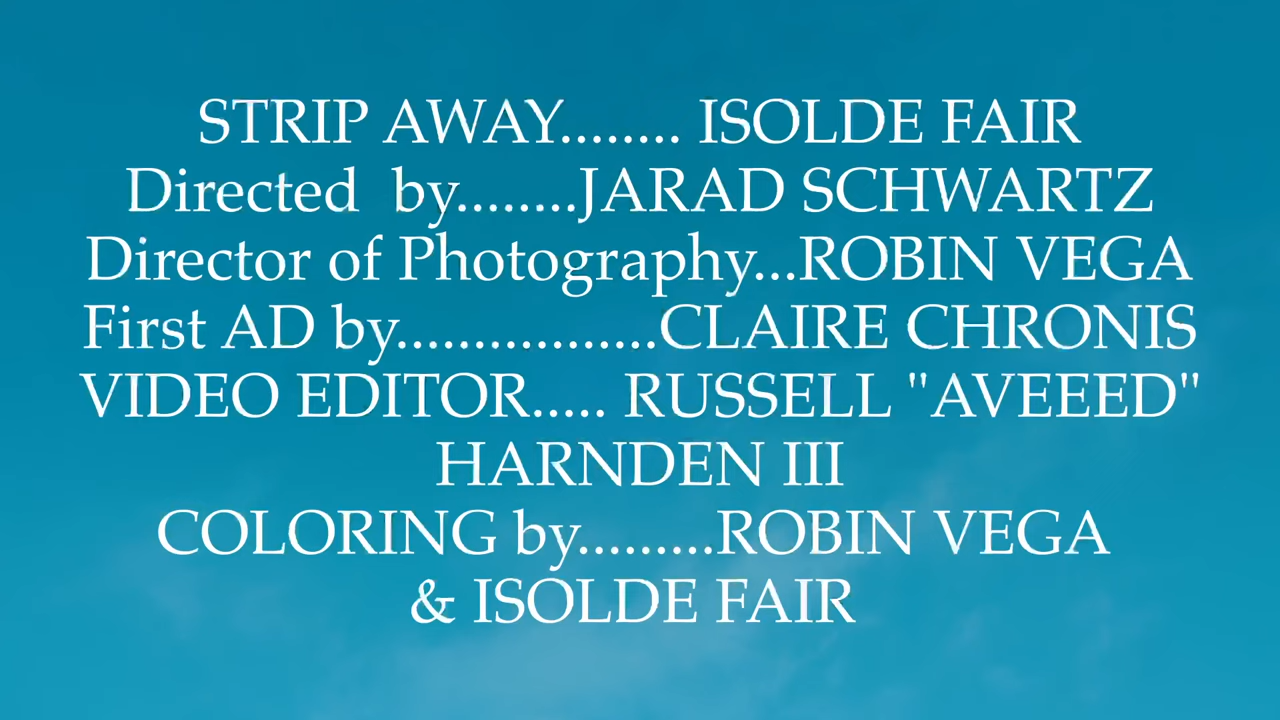 STRIP AWAY........ ISOLDE FAIR
Directed  by........JARAD SCHWARTZ
Director of Photography...ROBIN VEGA
First AD by.................CLAIRE CHRONIS
VIDEO EDITOR..... RUSSELL "AVEEED"
HARNDEN III
COLORING by.........ROBIN VEGA
& ISOLDE FAIR